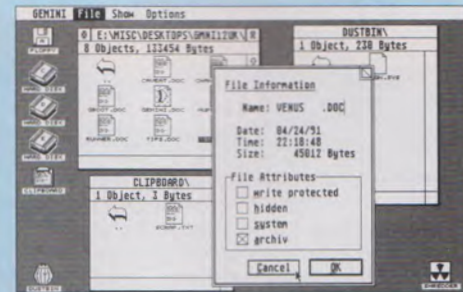 GEMINI File Show Options
E:\MISC\DESKTOPS\GMNI12UK\
8 Objects, 133454 Bytes
DUSTBIN\
1 Object, 238 Bytes
FLOPPY
HARD DISK
HARD DISK
HARD DISK
CLIPBOARD
GEMINI.DOC
RUNNER.DOC
TIPS.DOC
File Information
Name: VENUS .DOC
Date: 04/24/91
Time: 22:18:48
Size: 45012 Bytes
File Attributes
write protected
hidden
system
archiv
Cancel OK
CLIPBOARD\
1 Object, 3 Bytes
SCRAP.TXT
DUSTBIN
SHREDDER